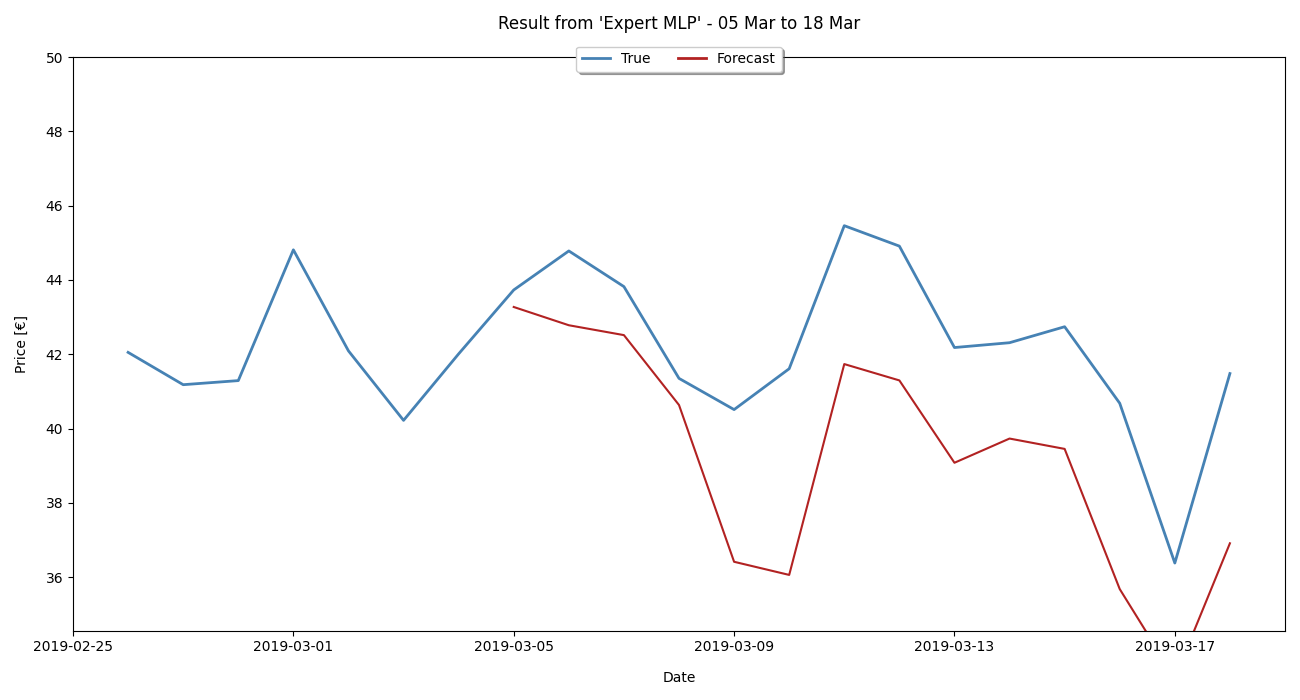 Result from 'Expert MLP' - 05 Mar to 18 Mar
True Forecast
50
48
46
44
42
40
38
36
Price [€]
2019-02-25 2019-03-01 2019-03-05 2019-03-09 2019-03-13 2019-03-17
Date